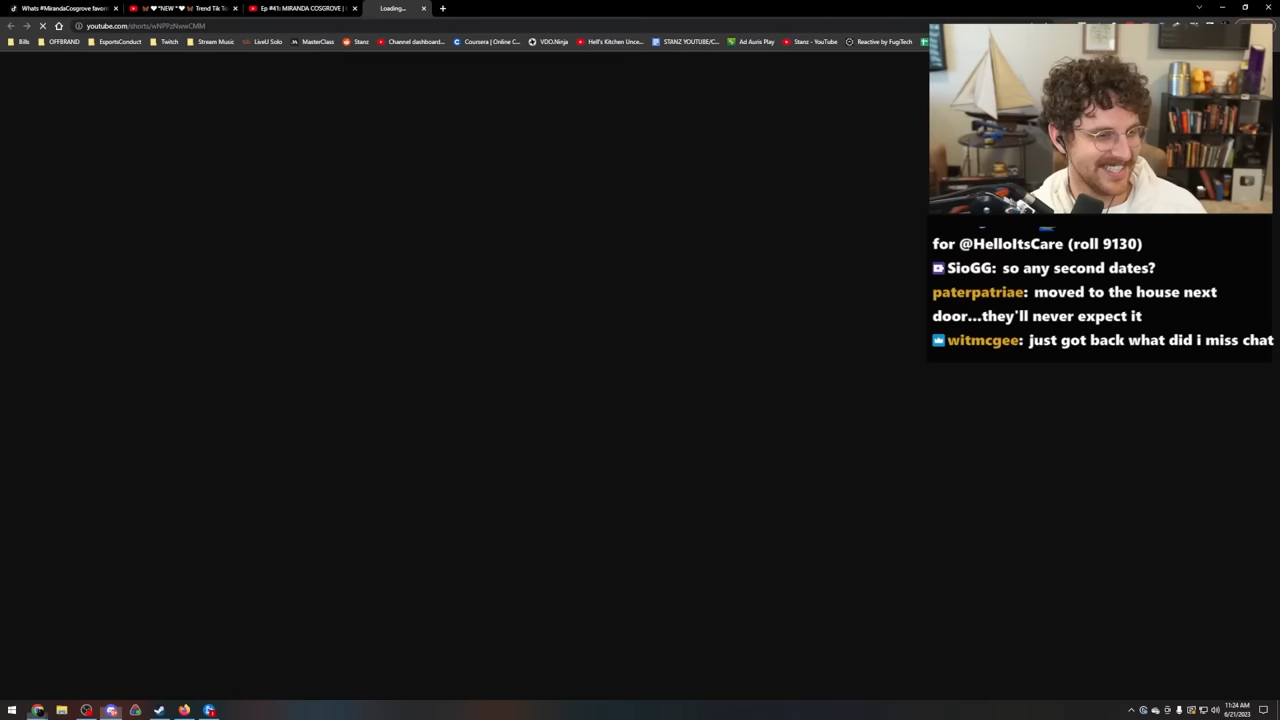 Whats #MirandaCosgrove favori
❤*NEW*❤ Trend Tik To
Ep #41: MIRANDA COSGROVE |
Loading...
youtube.com/shorts/wNPPzNwwCMM
Bills
OFFBRAND
EsportsConduct
Twitch
Stream Music
LiveU Solo
MasterClass
Stanz
Channel dashboard...
Coursera | Online C...
VDO.Ninja
Hell's Kitchen Unce...
STANZ YOUTUBE/C...
Ad Auris Play
Stanz - YouTube
Reactive by FugiTech
for @HelloItsCare (roll 9130)
SioGG: so any second dates?
paterpatriae: moved to the house next
door...they'll never expect it
witmcgee: just got back what did i miss chat
11:24 AM
6/21/2023